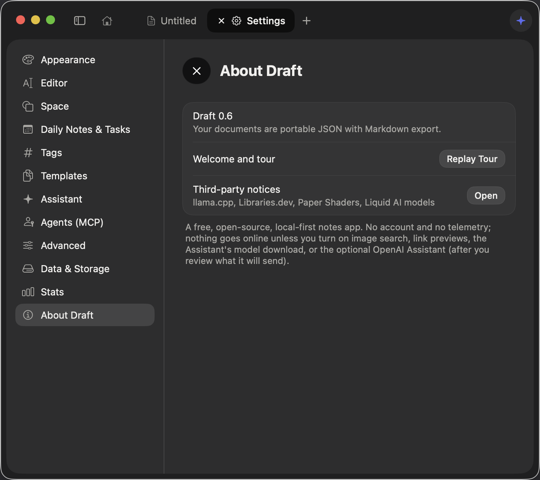 Untitled
Settings
Appearance
Editor
Space
Daily Notes & Tasks
Tags
Templates
Assistant
Agents (MCP)
Advanced
Data & Storage
Stats
About Draft
About Draft
Draft 0.6
Your documents are portable JSON with Markdown export.
Welcome and tour
Replay Tour
Third-party notices
llama.cpp, Libraries.dev, Paper Shaders, Liquid AI models
Open
A free, open-source, local-first notes app. No account and no telemetry;
nothing goes online unless you turn on image search, link previews, the
Assistant's model download, or the optional OpenAI Assistant (after you
review what it will send).